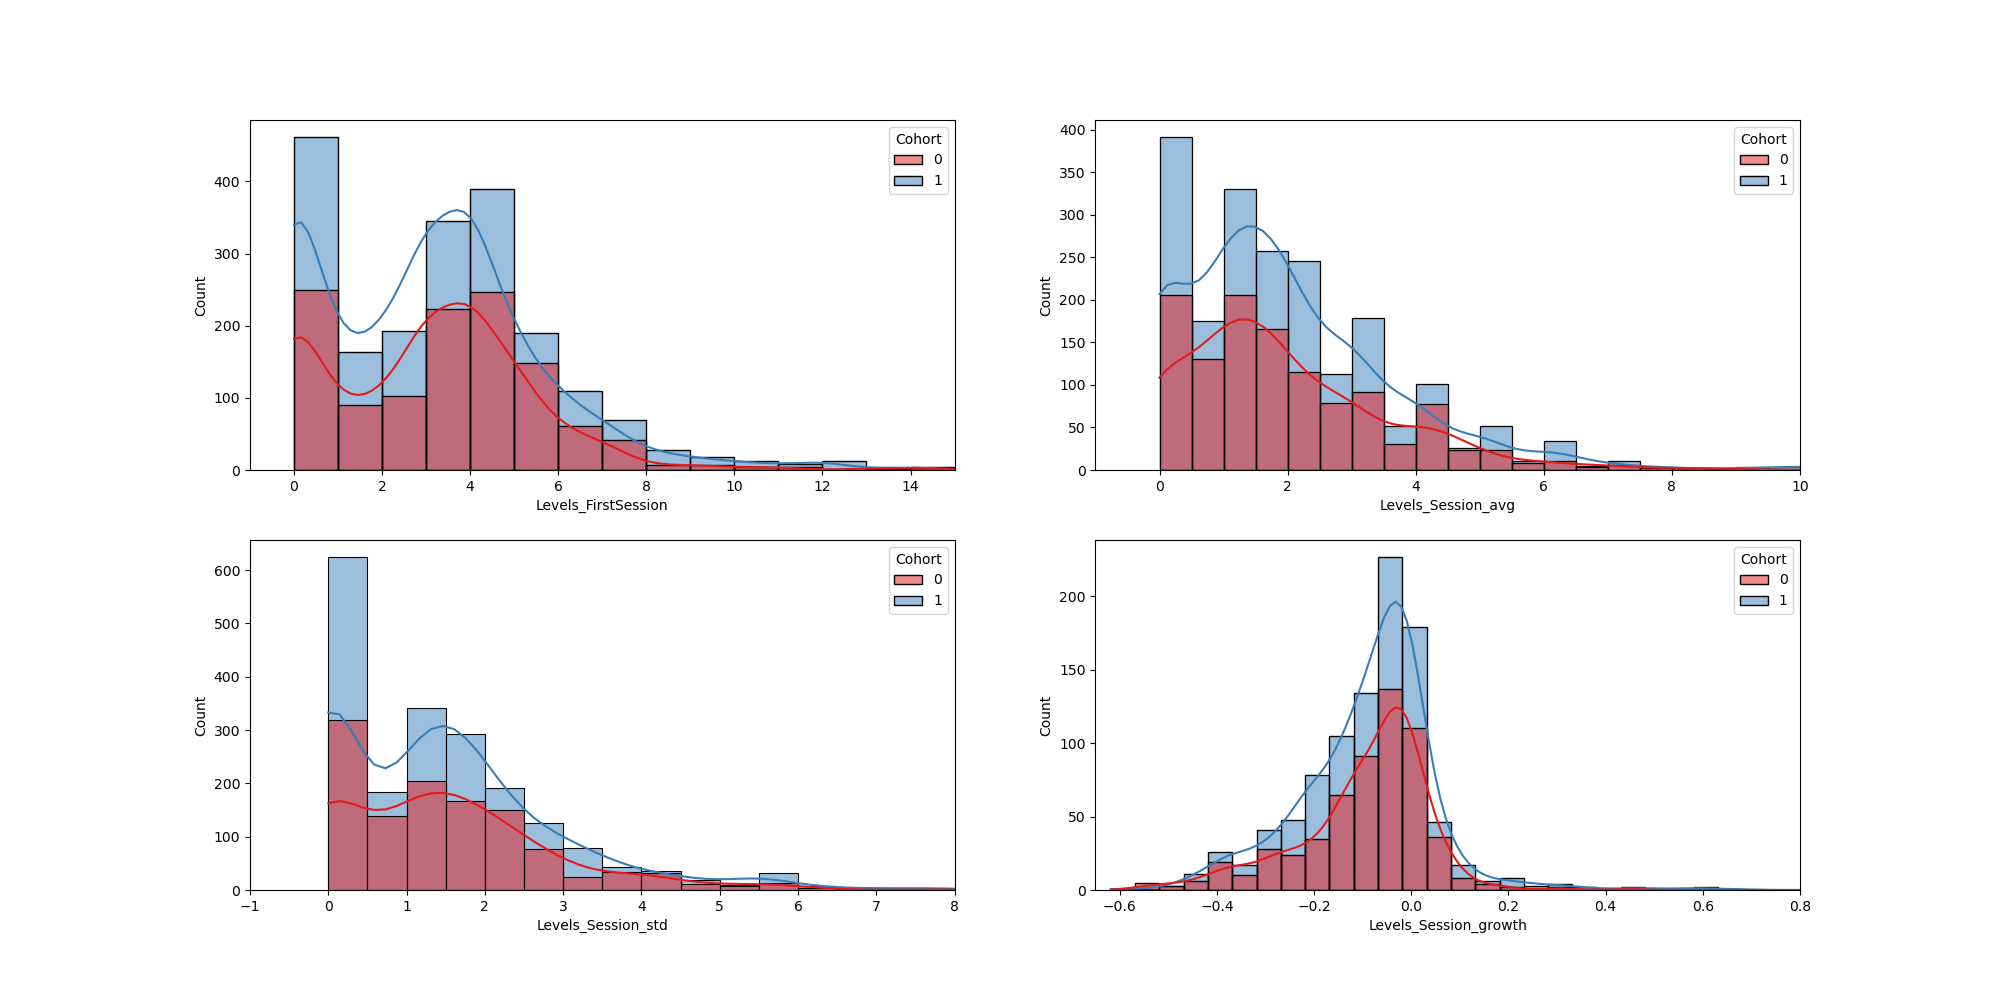 Cohort
0
1
400
300
200
100
0
Count
0 2 4 6 8 10 12 14
Levels_FirstSession
Cohort
0
1
400
350
300
250
200
150
100
50
0
Count
0 2 4 6 8 10
Levels_Session_avg
Cohort
0
1
600
500
400
300
200
100
0
Count
−1 0 1 2 3 4 5 6 7 8
Levels_Session_std
Cohort
0
1
200
150
100
50
0
Count
−0.6 −0.4 −0.2 0.0 0.2 0.4 0.6 0.8
Levels_Session_growth